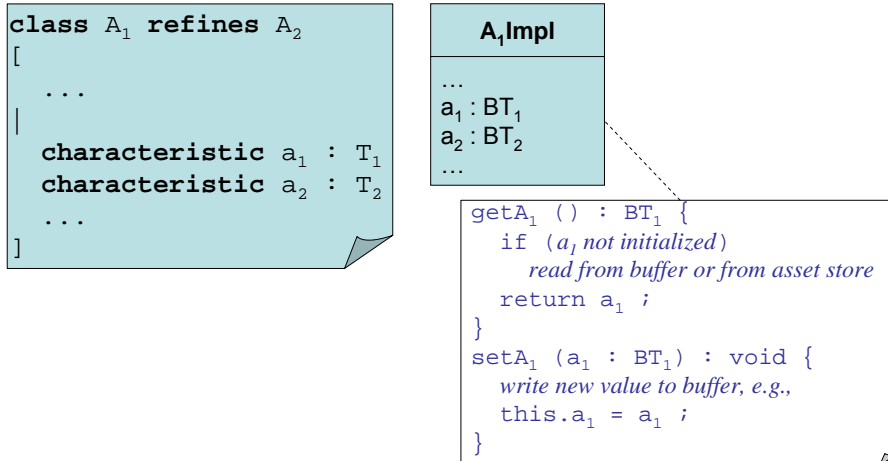 class A₁ refines A₂
[
...
|
characteristic a₁ : T₁
characteristic a₂ : T₂
...
]
A₁Impl
...
a₁ : BT₁
a₂ : BT₂
...
getA₁ () : BT₁ {
if (a₁ not initialized)
read from buffer or from asset store
return a₁ ;
}
setA₁ (a₁ : BT₁) : void {
write new value to buffer, e.g.,
this.a₁ = a₁ ;
}